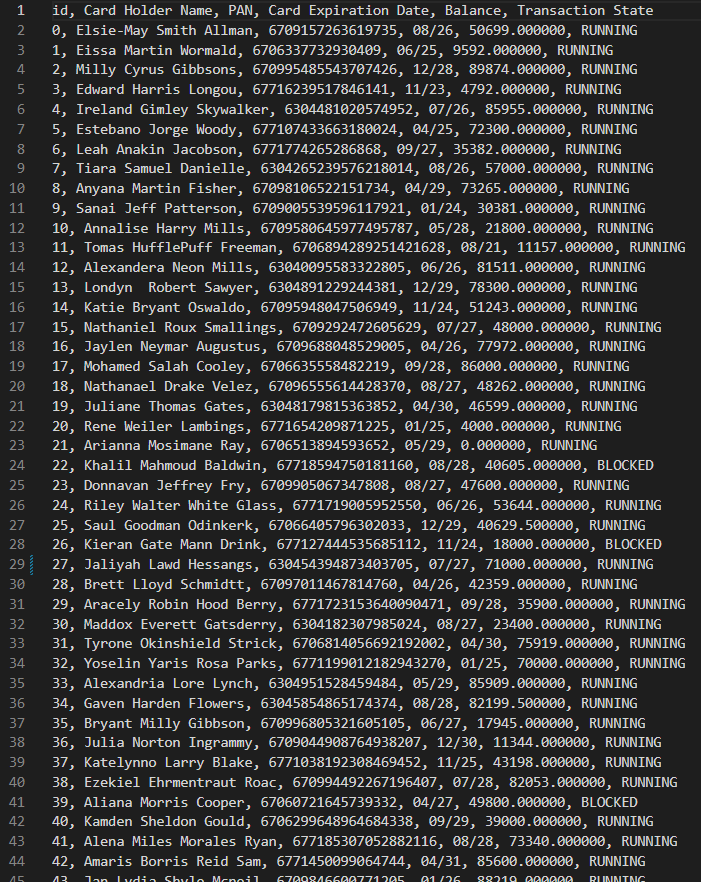 1 id, Card Holder Name, PAN, Card Expiration Date, Balance, Transaction State
2 0, Elsie-May Smith Allman, 6709157263619735, 08/26, 50699.000000, RUNNING
3 1, Eissa Martin Wormald, 6706337732930409, 06/25, 9592.000000, RUNNING
4 2, Milly Cyrus Gibbsons, 670995485543707426, 12/28, 89874.000000, RUNNING
5 3, Edward Harris Longou, 67716239517846141, 11/23, 4792.000000, RUNNING
6 4, Ireland Gimley Skywalker, 6304481020574952, 07/26, 85955.000000, RUNNING
7 5, Estebano Jorge Woody, 677107433663180024, 04/25, 72300.000000, RUNNING
8 6, Leah Anakin Jacobson, 6771774265286868, 09/27, 35382.000000, RUNNING
9 7, Tiara Samuel Danielle, 6304265239576218014, 08/26, 57000.000000, RUNNING
10 8, Anyana Martin Fisher, 67098106522151734, 04/29, 73265.000000, RUNNING
11 9, Sanai Jeff Patterson, 6709005539596117921, 01/24, 30381.000000, RUNNING
12 10, Annalise Harry Mills, 6709580645977495787, 05/28, 21800.000000, RUNNING
13 11, Tomas HufflePuff Freeman, 6706894289251421628, 08/21, 11157.000000, RUNNING
14 12, Alexandera Neon Mills, 63040095583322805, 06/26, 81511.000000, RUNNING
15 13, Londyn  Robert Sawyer, 6304891229244381, 12/29, 78300.000000, RUNNING
16 14, Katie Bryant Oswaldo, 67095948047506949, 11/24, 51243.000000, RUNNING
17 15, Nathaniel Roux Smallings, 6709292472605629, 07/27, 48000.000000, RUNNING
18 16, Jaylen Neymar Augustus, 6709688048529005, 04/26, 77972.000000, RUNNING
19 17, Mohamed Salah Cooley, 6706635558482219, 09/28, 86000.000000, RUNNING
20 18, Nathanael Drake Velez, 67096555614428370, 08/27, 48262.000000, RUNNING
21 19, Juliane Thomas Gates, 63048179815363852, 04/30, 46599.000000, RUNNING
22 20, Rene Weiler Lambings, 6771654209871225, 01/25, 4000.000000, RUNNING
23 21, Arianna Mosimane Ray, 6706513894593652, 05/29, 0.000000, RUNNING
24 22, Khalil Mahmoud Baldwin, 67718594750181160, 08/28, 40605.000000, BLOCKED
25 23, Donnavan Jeffrey Fry, 6709905067347808, 08/27, 47600.000000, RUNNING
26 24, Riley Walter White Glass, 6771719005952550, 06/26, 53644.000000, RUNNING
27 25, Saul Goodman Odinkerk, 67066405796302033, 12/29, 40629.500000, RUNNING
28 26, Kieran Gate Mann Drink, 677127444535685112, 11/24, 18000.000000, BLOCKED
29 27, Jaliyah Lawd Hessangs, 630454394873403705, 07/27, 71000.000000, RUNNING
30 28, Brett Lloyd Schmidtt, 67097011467814760, 04/26, 42359.000000, RUNNING
31 29, Aracely Robin Hood Berry, 6771723153640090471, 09/28, 35900.000000, RUNNING
32 30, Maddox Everett Gatsderry, 6304182307985024, 08/27, 23400.000000, RUNNING
33 31, Tyrone Okinshield Strick, 6706814056692192002, 04/30, 75919.000000, RUNNING
34 32, Yoselin Yaris Rosa Parks, 6771199012182943270, 01/25, 70000.000000, RUNNING
35 33, Alexandria Lore Lynch, 6304951528459484, 05/29, 85909.000000, RUNNING
36 34, Gaven Harden Flowers, 63045854865174374, 08/28, 82199.500000, RUNNING
37 35, Bryant Milly Gibbson, 670996805321605105, 06/27, 17945.000000, RUNNING
38 36, Julia Norton Ingrammy, 6709044908764938207, 12/30, 11344.000000, RUNNING
39 37, Katelynno Larry Blake, 6771038192308469452, 11/25, 43198.000000, RUNNING
40 38, Ezekiel Ehrmentraut Roac, 670994492267196407, 07/28, 82053.000000, RUNNING
41 39, Aliana Morris Cooper, 67060721645739332, 04/27, 49800.000000, BLOCKED
42 40, Kamden Sheldon Gould, 6706299648964684338, 09/29, 39000.000000, RUNNING
43 41, Alena Miles Morales Ryan, 677185307052882116, 08/28, 73340.000000, RUNNING
44 42, Amaris Borris Reid Sam, 6771450099064744, 04/31, 85600.000000, RUNNING
45 43, Jan Lydia Shyle Mcneil, 6709846600771205, 01/26, 88219.000000, RUNNING